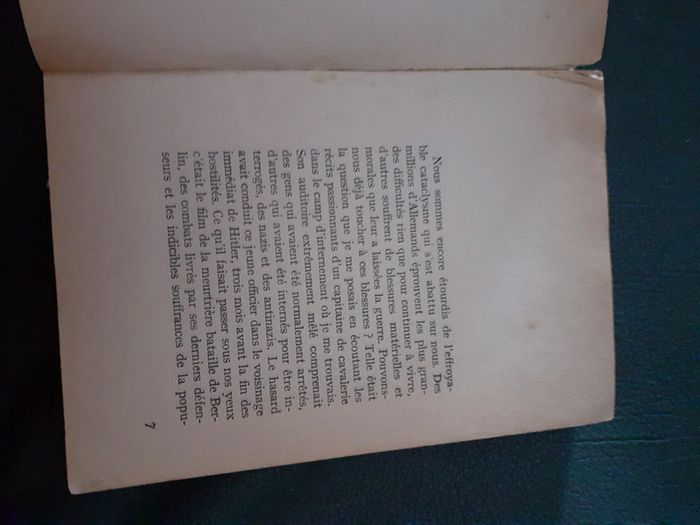 Nous sommes encore étourdis de l'effroya-
ble cataclysme qui s'est abattu sur nous. Des
millions d'Allemands éprouvent les plus gran-
des difficultés rien que pour continuer à vivre,
d'autres souffrent de blessures matérielles et
morales que leur a laissées la guerre. Pouvons-
nous déjà toucher à ces blessures ? Telle était
la question que je me posais en écoutant les
récits passionnants d'un capitaine de cavalerie
dans le camp d'internement où je me trouvais.
Son auditoire extrêmement mêlé comprenait
des gens qui avaient été normalement arrêtés,
d'autres qui avaient été internés pour être in-
terrogés, des nazis et des antinazis. Le hasard
avait conduit ce jeune officier dans le voisinage
immédiat de Hitler, trois mois avant la fin des
hostilités. Ce qu'il faisait passer sous nos yeux
c'était le film de la meurtrière bataille de Ber-
lin, des combats livrés par ses derniers défen-
seurs et les indicibles souffrances de la popu-
7